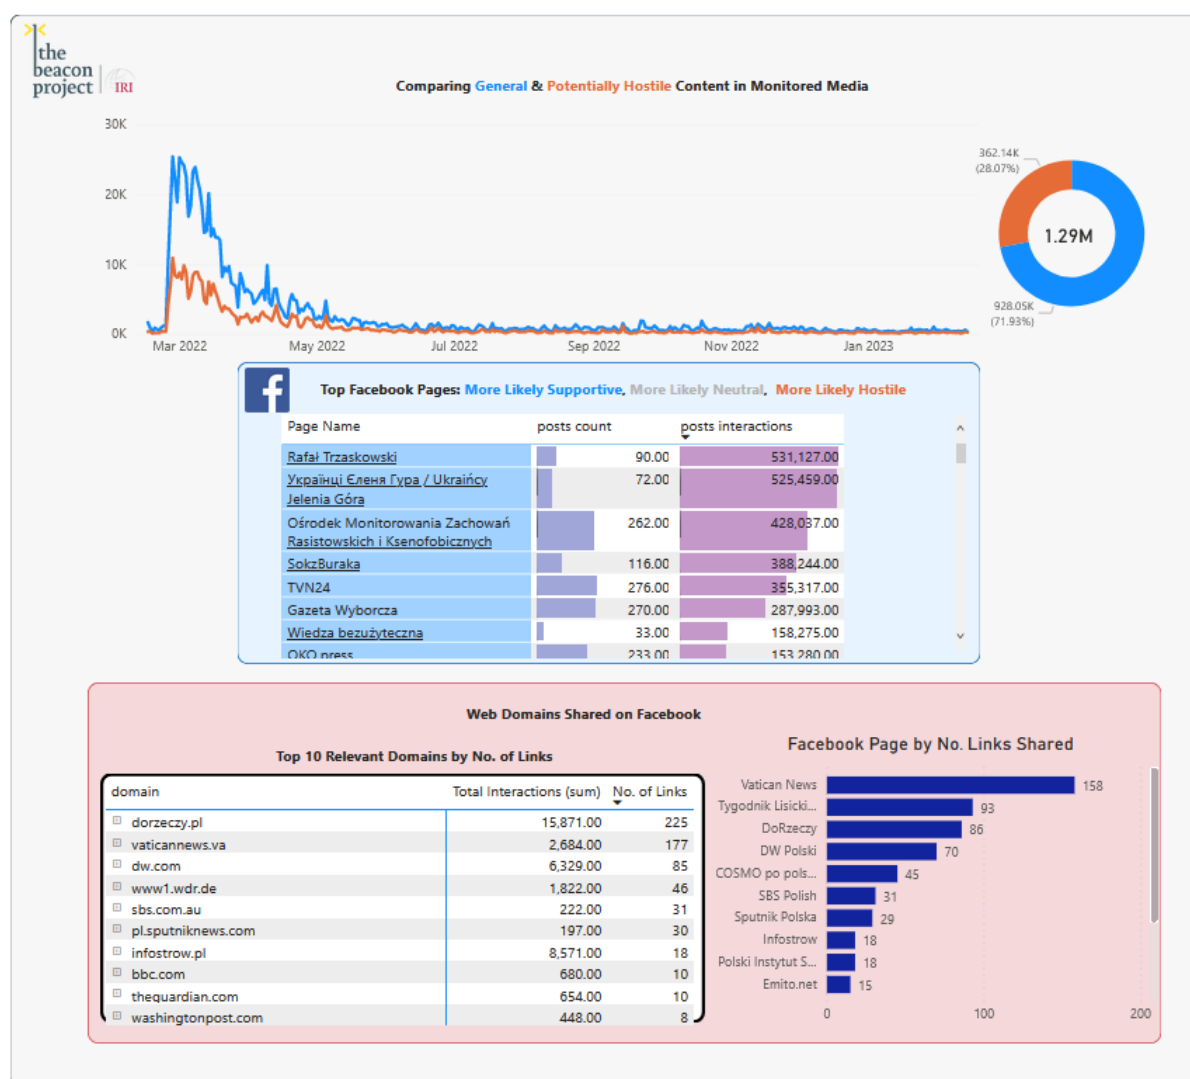 the
beacon
project
IRI
Comparing General & Potentially Hostile Content in Monitored Media
30K
20K
10K
0K
Mar 2022 May 2022 Jul 2022 Sep 2022 Nov 2022 Jan 2023
362.14K
(28.07%)
1.29M
928.05K
(71.93%)
Top Facebook Pages: More Likely Supportive, More Likely Neutral, More Likely Hostile
Page Name posts count posts interactions
Rafał Trzaskowski 90.00 531,127.00
Українці Єленя Гура / Ukraińcy 72.00 525,459.00
Jelenia Góra
Ośrodek Monitorowania Zachowań 262.00 428,037.00
Rasistowskich i Ksenofobicznych
SokzBuraka 116.00 388,244.00
TVN24 276.00 355,317.00
Gazeta Wyborcza 270.00 287,993.00
Wiedza bezużyteczna 33.00 158,275.00
OKO press 233.00 153,280.00
Web Domains Shared on Facebook
Top 10 Relevant Domains by No. of Links
domain Total Interactions (sum) No. of Links
dorzeczy.pl 15,871.00 225
vaticannews.va 2,684.00 177
dw.com 6,329.00 85
www1.wdr.de 1,822.00 46
sbs.com.au 222.00 31
pl.sputniknews.com 197.00 30
infostrow.pl 8,571.00 18
bbc.com 680.00 10
theguardian.com 654.00 10
washingtonpost.com 448.00 8
Facebook Page by No. Links Shared
Vatican News 158
Tygodnik Lisicki... 93
DoRzeczy 86
DW Polski 70
COSMO po pols... 45
SBS Polish 31
Sputnik Polska 29
Infostrow 18
Polski Instytut S... 18
Emito.net 15
0 100 200